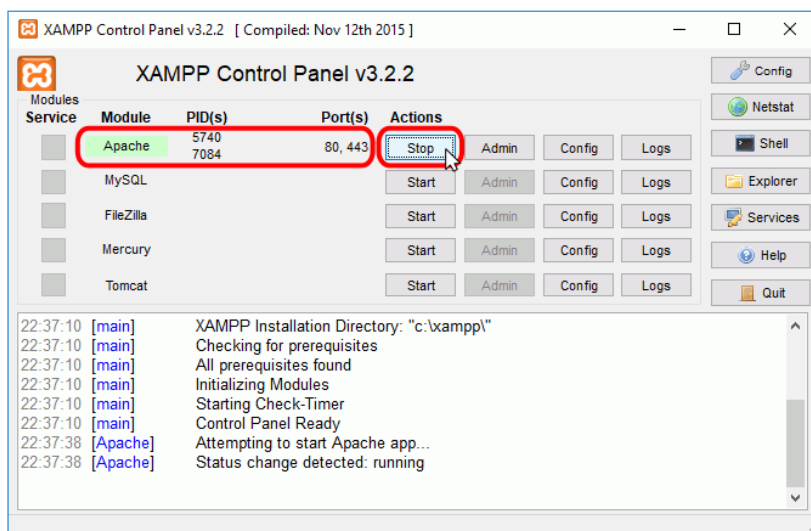 XAMPP Control Panel v3.2.2 [ Compiled: Nov 12th 2015 ]
XAMPP Control Panel v3.2.2
Config
Modules
Service Module PID(s) Port(s) Actions
Netstat
Apache 5740 7084 80, 443 Stop Admin Config Logs
Shell
MySQL Start Admin Config Logs
Explorer
FileZilla Start Admin Config Logs
Services
Mercury Start Admin Config Logs
Help
Tomcat Start Admin Config Logs
Quit
22:37:10 [main] XAMPP Installation Directory: "c:\xampp\"
22:37:10 [main] Checking for prerequisites
22:37:10 [main] All prerequisites found
22:37:10 [main] Initializing Modules
22:37:10 [main] Starting Check-Timer
22:37:10 [main] Control Panel Ready
22:37:38 [Apache] Attempting to start Apache app...
22:37:38 [Apache] Status change detected: running